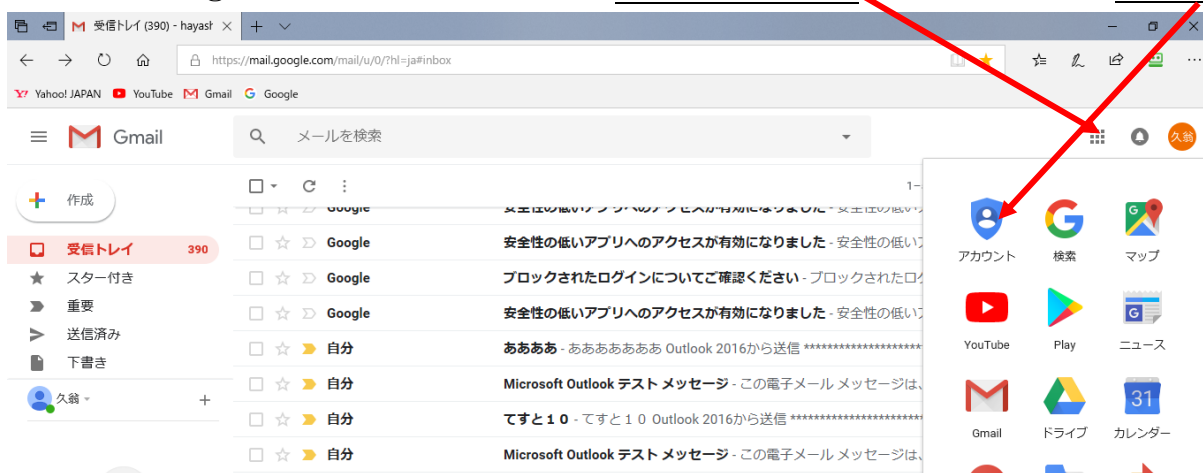 受信トレイ (390) - hayash
https://mail.google.com/mail/u/0/?hl=ja#inbox
Yahoo! JAPAN YouTube Gmail Google
Gmail メールを検索 久翁
作成
1–
Google 安全性の低いアプリへのアクセスが有効になりました - 安全性の低い
受信トレイ 390
Google 安全性の低いアプリへのアクセスが有効になりました - 安全性の低い
スター付き
Google ブロックされたログインについてご確認ください - ブロックされたロ
重要
Google 安全性の低いアプリへのアクセスが有効になりました - 安全性の低い
送信済み
自分 ああああ - あああああああ Outlook 2016から送信 ********************
下書き
自分 Microsoft Outlook テスト メッセージ - この電子メール メッセージは、
久翁
自分 てすと１０ - てすと１０ Outlook 2016から送信 **********************
自分 Microsoft Outlook テスト メッセージ - この電子メール メッセージは、
アカウント 検索 マップ
YouTube Play ニュース
31
Gmail ドライブ カレンダー